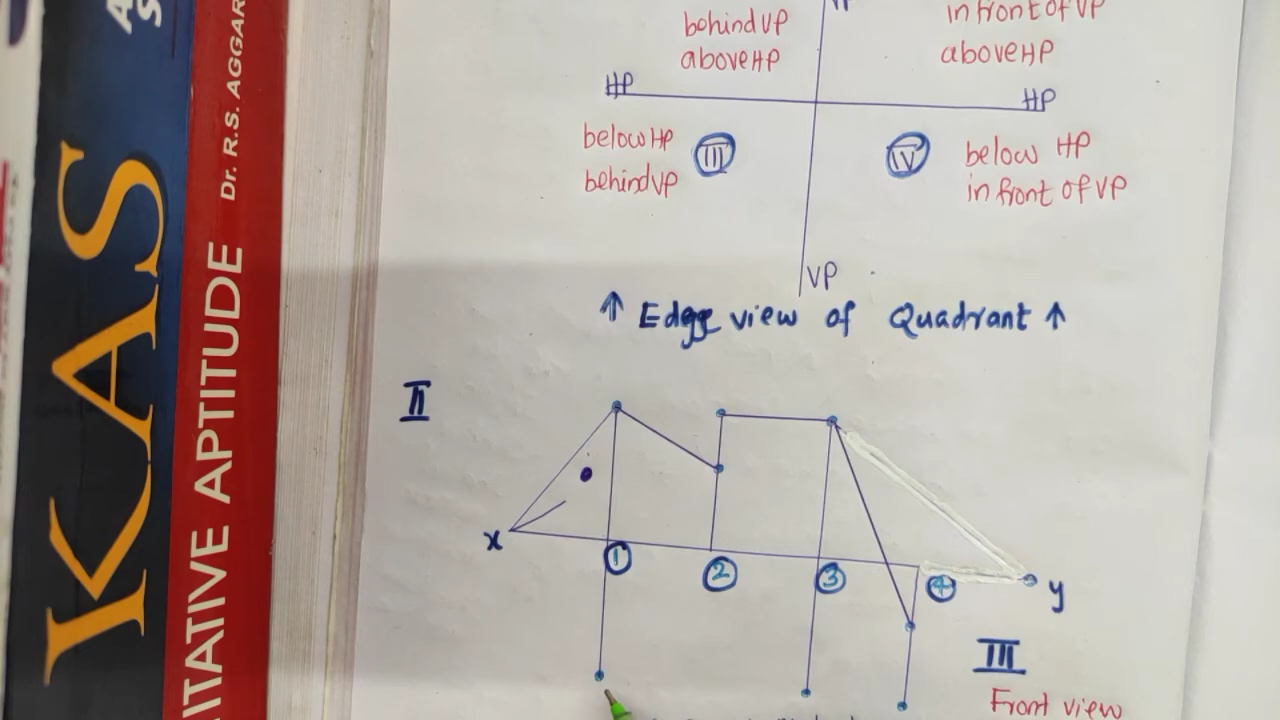 KAS
ITATIVE APTITUDE Dr. R.S. AGGAR
behind VP
above HP
in front of VP
above HP
HP
HP
below HP
behind VP
III
IV
below HP
in front of VP
VP
↑ Edge view of Quadrant ↑
II
x
1
2
3
4
y
III
Front view